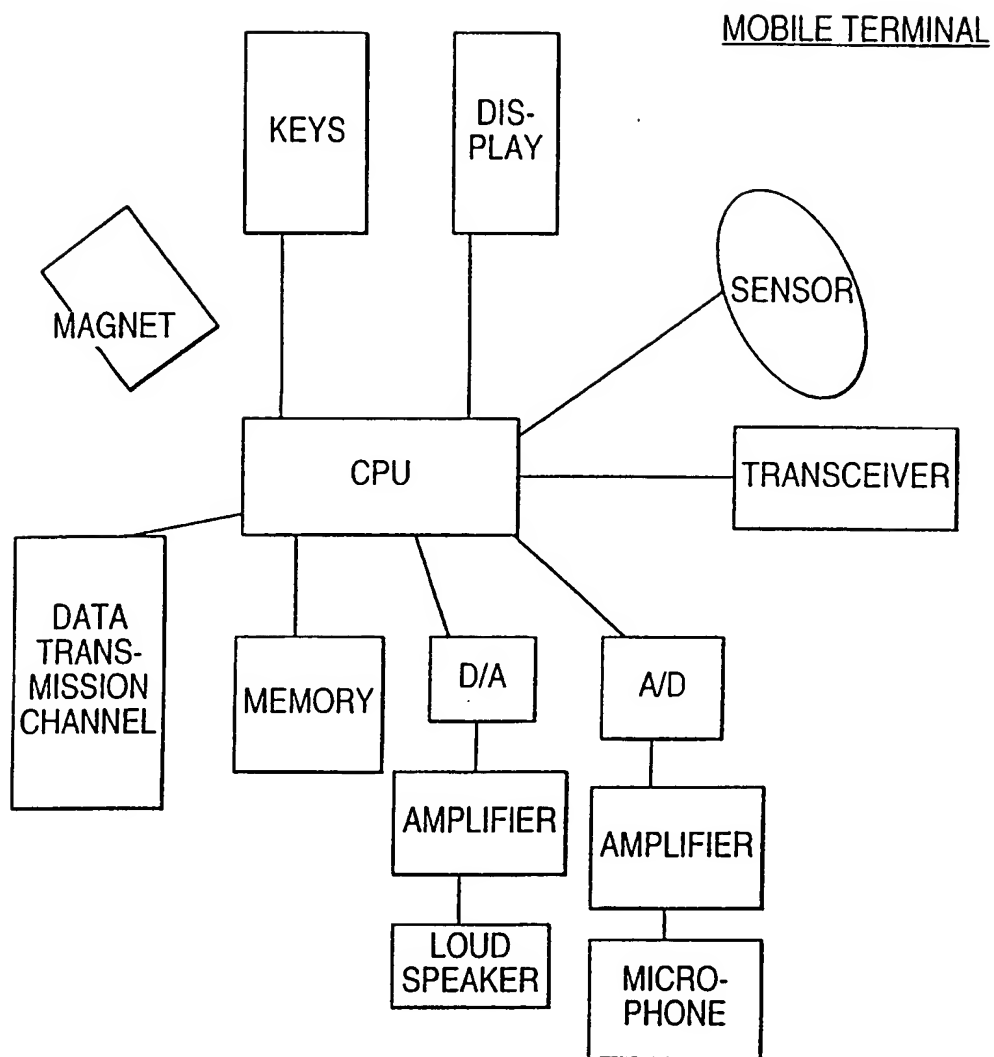 MOBILE TERMINAL
KEYS
DIS-
PLAY
SENSOR
MAGNET
CPU
TRANSCEIVER
DATA
TRANS-
MISSION
CHANNEL
MEMORY
D/A
A/D
AMPLIFIER
AMPLIFIER
LOUD
SPEAKER
MICRO-
PHONE